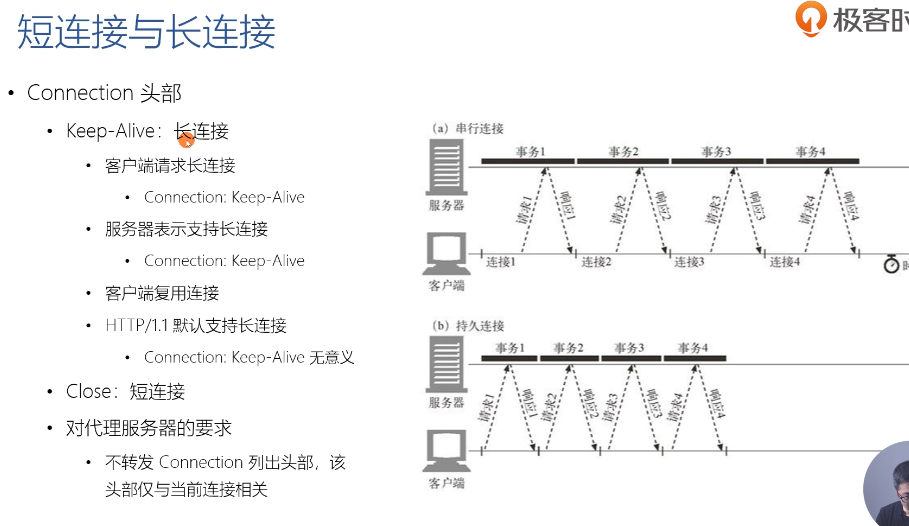 短连接与长连接
极客时
Connection 头部
Keep-Alive：长连接
客户端请求长连接
Connection: Keep-Alive
服务器表示支持长连接
Connection: Keep-Alive
客户端复用连接
HTTP/1.1 默认支持长连接
Connection: Keep-Alive 无意义
Close：短连接
对代理服务器的要求
不转发 Connection 列出头部，该
头部仅与当前连接相关
（a）串行连接
事务1 事务2 事务3 事务4
服务器
请求1 响应1 请求2 响应2 请求3 响应3 请求4 响应4
连接1 连接2 连接3 连接4
客户端
（b）持久连接
事务1 事务2 事务3 事务4
服务器
请求1 响应1 请求2 响应2 请求3 响应3 请求4 响应4
客户端